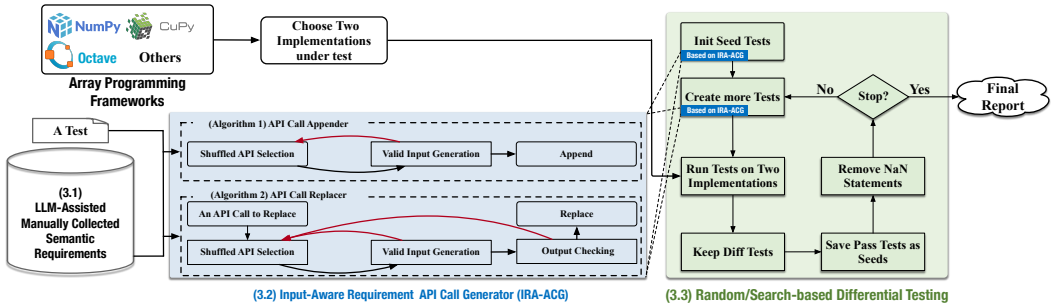 NumPy
CuPy
Octave
Others
Array Programming
Frameworks
Choose Two
Implementations
under test
A Test
(3.1)
LLM-Assisted
Manually Collected
Semantic
Requirements
(Algorithm 1) API Call Appender
Shuffled API Selection
Valid Input Generation
Append
(Algorithm 2) API Call Replacer
An API Call to Replace
Replace
Shuffled API Selection
Valid Input Generation
Output Checking
(3.2) Input-Aware Requirement API Call Generator (IRA-ACG)
Init Seed Tests
Based on IRA-ACG
Create more Tests
Based on IRA-ACG
No
Stop?
Yes
Final
Report
Run Tests on Two
Implementations
Remove NaN
Statements
Keep Diff Tests
Save Pass Tests as
Seeds
(3.3) Random/Search-based Differential Testing